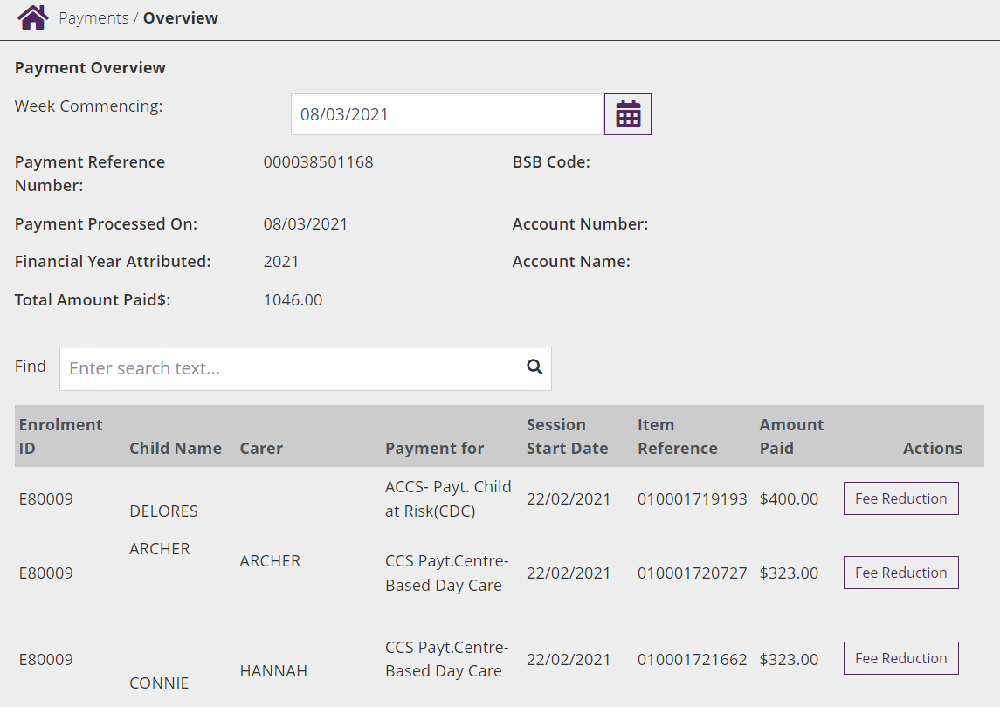 Payments / Overview
Payment Overview
Week Commencing:
08/03/2021
Payment Reference
Number:
000038501168
BSB Code:
Payment Processed On:
08/03/2021
Account Number:
Financial Year Attributed:
2021
Account Name:
Total Amount Paid$:
1046.00
Find
Enter search text...
Enrolment
ID
Child Name
Carer
Payment for
Session
Start Date
Item
Reference
Amount
Paid
Actions
E80009
DELORES
ACCS- Payt. Child
at Risk(CDC)
22/02/2021
010001719193
$400.00
Fee Reduction
E80009
ARCHER
ARCHER
CCS Payt.Centre-
Based Day Care
22/02/2021
010001720727
$323.00
Fee Reduction
E80009
CONNIE
HANNAH
CCS Payt.Centre-
Based Day Care
22/02/2021
010001721662
$323.00
Fee Reduction